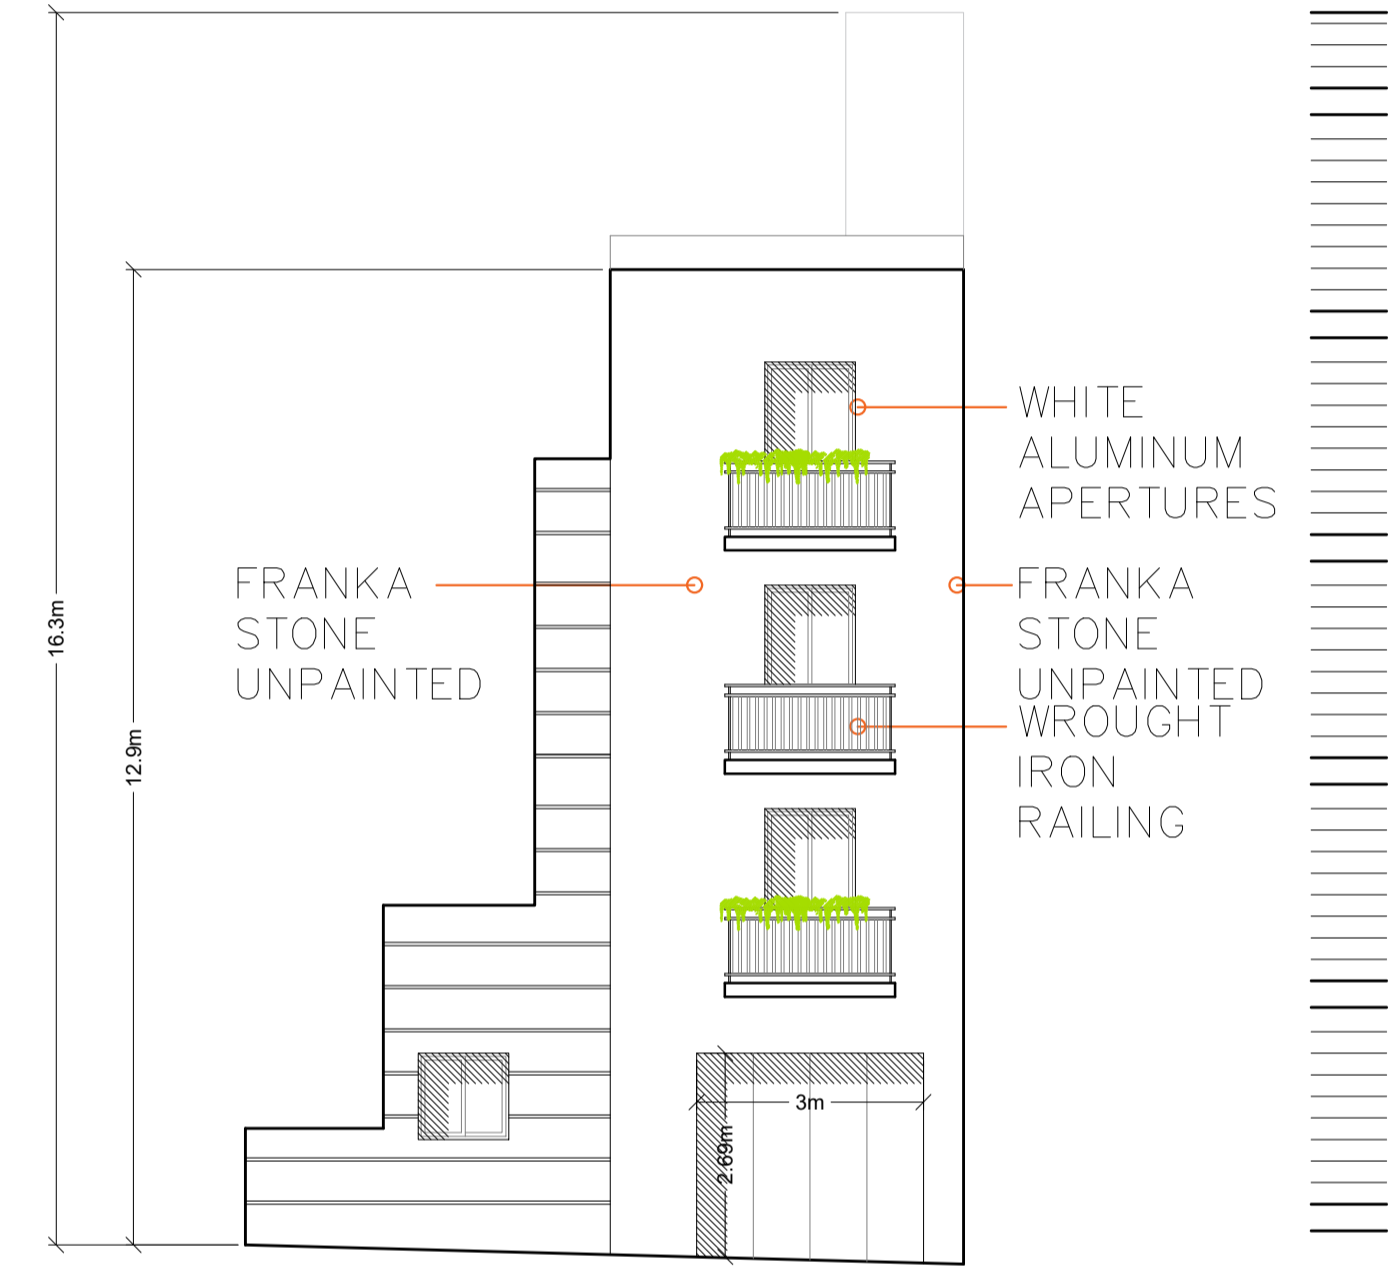 WHITE
ALUMINUM
APERTURES
FRANKA
STONE
UNPAINTED
FRANKA
STONE
UNPAINTED
WROUGHT
IRON
RAILING
16.3m
12.9m
3m
2.69m